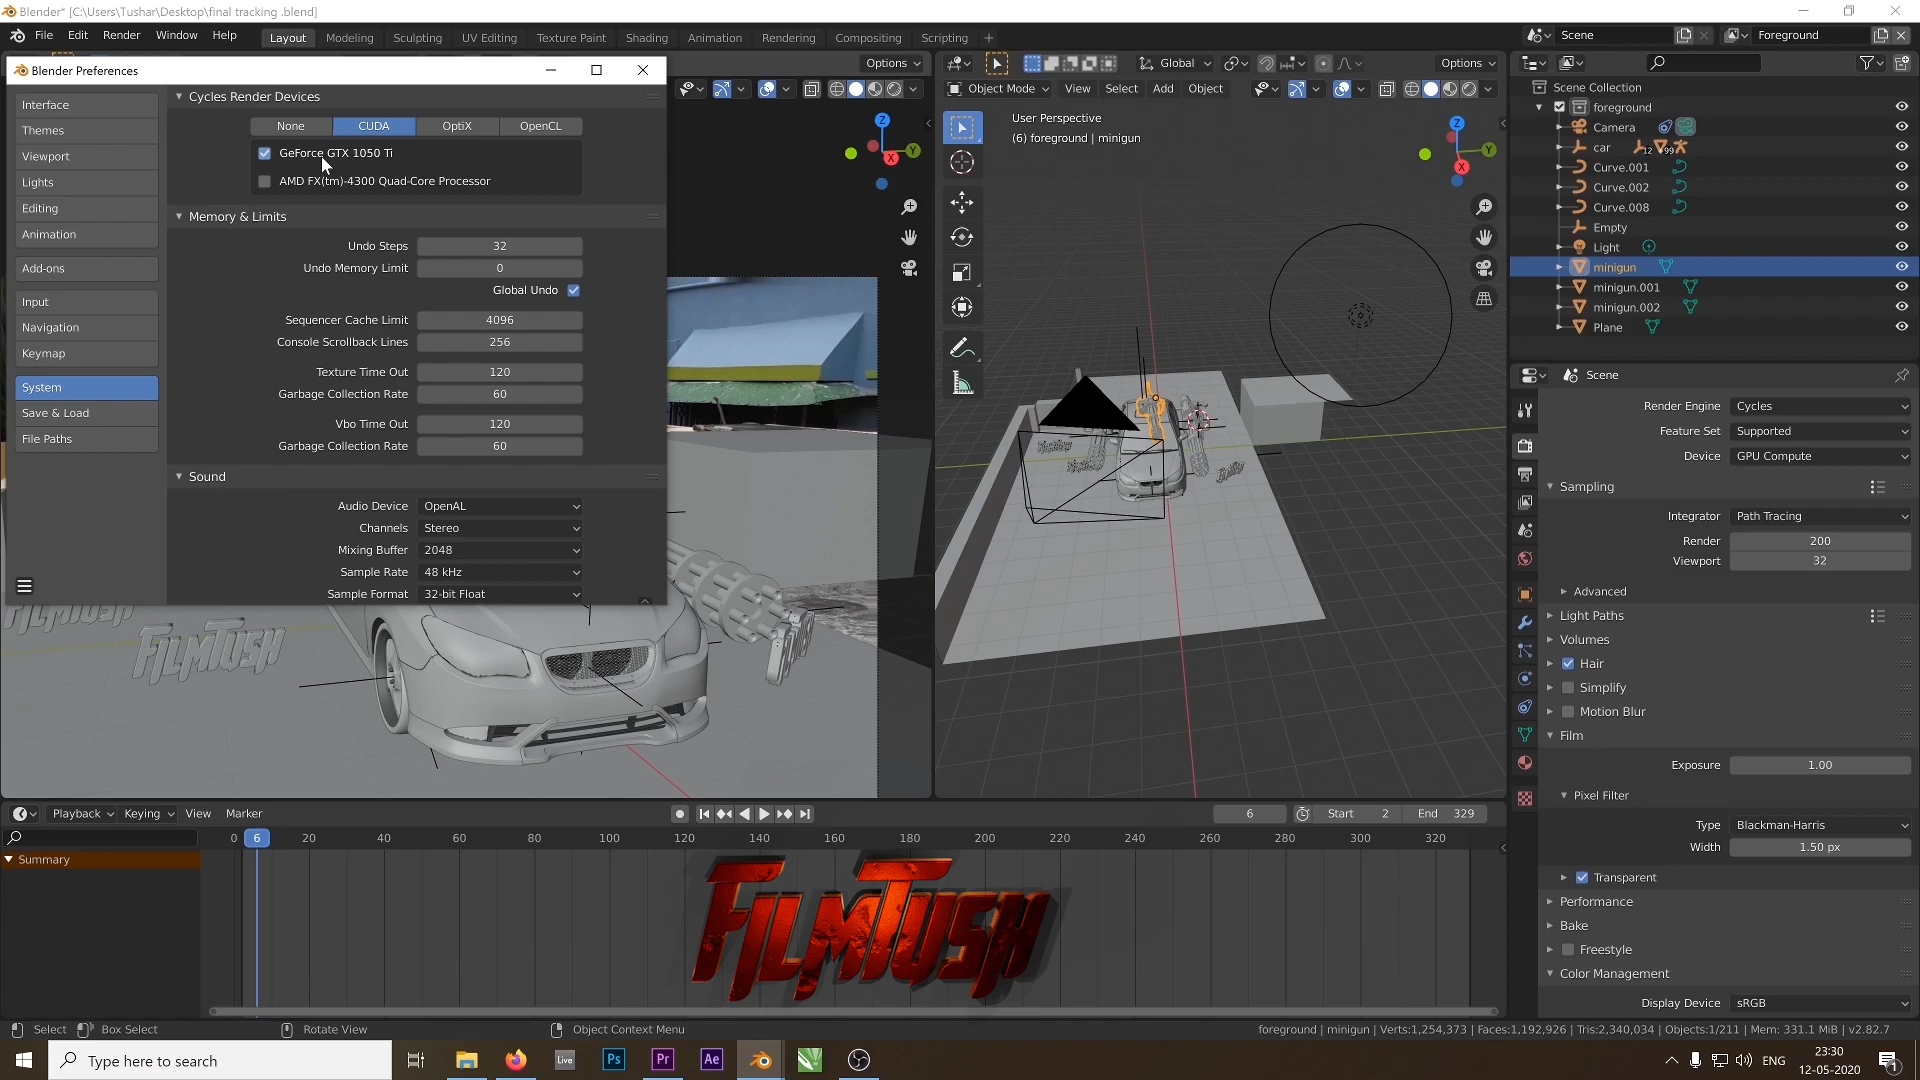 Blender* [C:\Users\Tushar\Desktop\final tracking .blend]
File Edit Render Window Help Layout Modeling Sculpting UV Editing Texture Paint Shading Animation Rendering Compositing Scripting Scene Foreground
Blender Preferences
Interface
Themes
Viewport
Lights
Editing
Animation
Add-ons
Input
Navigation
Keymap
System
Save & Load
File Paths
Cycles Render Devices
None CUDA OptiX OpenCL
GeForce GTX 1050 Ti
AMD FX(tm)-4300 Quad-Core Processor
Memory & Limits
Undo Steps 32
Undo Memory Limit 0
Global Undo
Sequencer Cache Limit 4096
Console Scrollback Lines 256
Texture Time Out 120
Garbage Collection Rate 60
Vbo Time Out 120
Garbage Collection Rate 60
Sound
Audio Device OpenAL
Channels Stereo
Mixing Buffer 2048
Sample Rate 48 kHz
Sample Format 32-bit Float
Options
Z
Y
X
FILMTUSH
Global Options
Object Mode View Select Add Object
User Perspective
(6) foreground | minigun
Z
Y
X
Scene Collection
foreground
Camera
car 12 99
Curve.001
Curve.002
Curve.008
Empty
Light
minigun
minigun.001
minigun.002
Plane
Scene
Render Engine Cycles
Feature Set Supported
Device GPU Compute
Sampling
Integrator Path Tracing
Render 200
Viewport 32
Advanced
Light Paths
Volumes
Hair
Simplify
Motion Blur
Film
Exposure 1.00
Pixel Filter
Type Blackman-Harris
Width 1.50 px
Transparent
Performance
Bake
Freestyle
Color Management
Display Device sRGB
Playback Keying View Marker 6 Start 2 End 329
0 6 20 40 60 80 100 120 140 160 180 200 220 240 260 280 300 320
Summary
FILMTUSH
Select Box Select Rotate View Object Context Menu foreground | minigun | Verts:1,254,373 | Faces:1,192,926 | Tris:2,340,034 | Objects:1/211 | Mem: 331.1 MiB | v2.82.7
Type here to search Live Ps Pr Ae ENG 23:30
12-05-2020 1